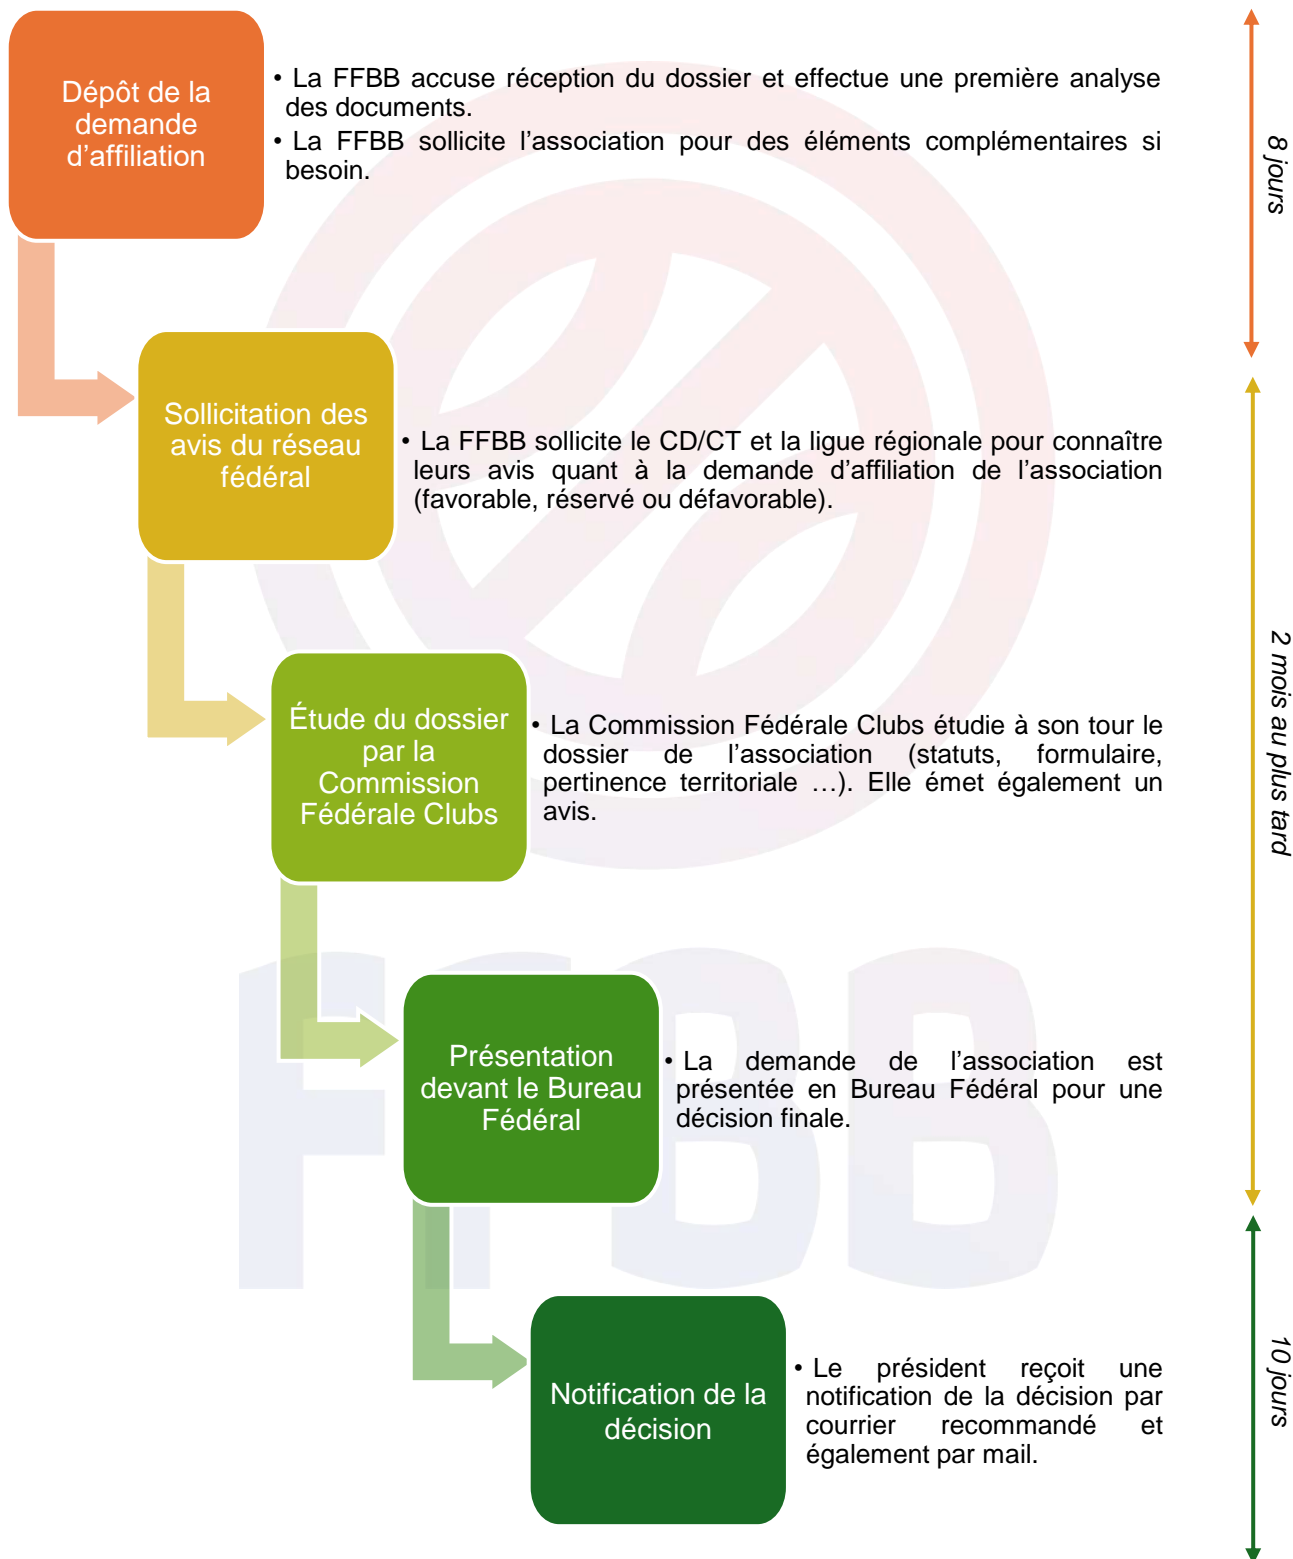 Dépôt de la
demande
d'affiliation
• La FFBB accuse réception du dossier et effectue une première analyse
des documents.
• La FFBB sollicite l'association pour des éléments complémentaires si
besoin.
8 jours
Sollicitation des
avis du réseau
fédéral
• La FFBB sollicite le CD/CT et la ligue régionale pour connaître
leurs avis quant à la demande d'affiliation de l'association
(favorable, réservé ou défavorable).
2 mois au plus tard
Étude du dossier
par la
Commission
Fédérale Clubs
• La Commission Fédérale Clubs étudie à son tour le
dossier de l'association (statuts, formulaire,
pertinence territoriale …). Elle émet également un
avis.
Présentation
devant le Bureau
Fédéral
• La demande de l'association est
présentée en Bureau Fédéral pour une
décision finale.
Notification de la
décision
• Le président reçoit une
notification de la décision par
courrier recommandé et
également par mail.
10 jours
FFBB